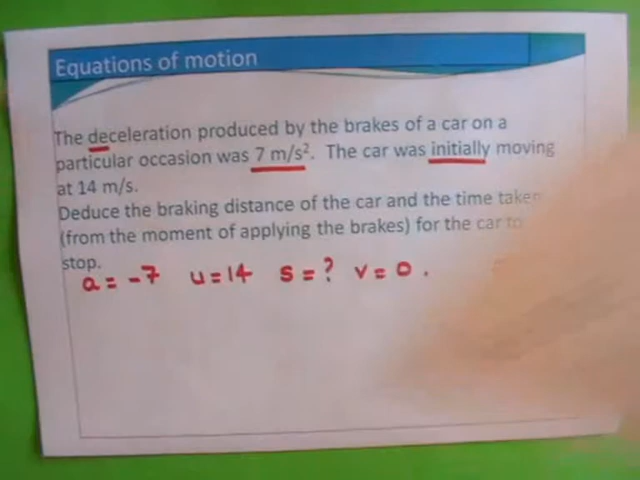 Equations of motion
The deceleration produced by the brakes of a car on a
particular occasion was 7 m/s². The car was initially moving
at 14 m/s.
Deduce the braking distance of the car and the time taken
(from the moment of applying the brakes) for the car to
stop.
a = -7 u = 14 s = ? v = 0 .